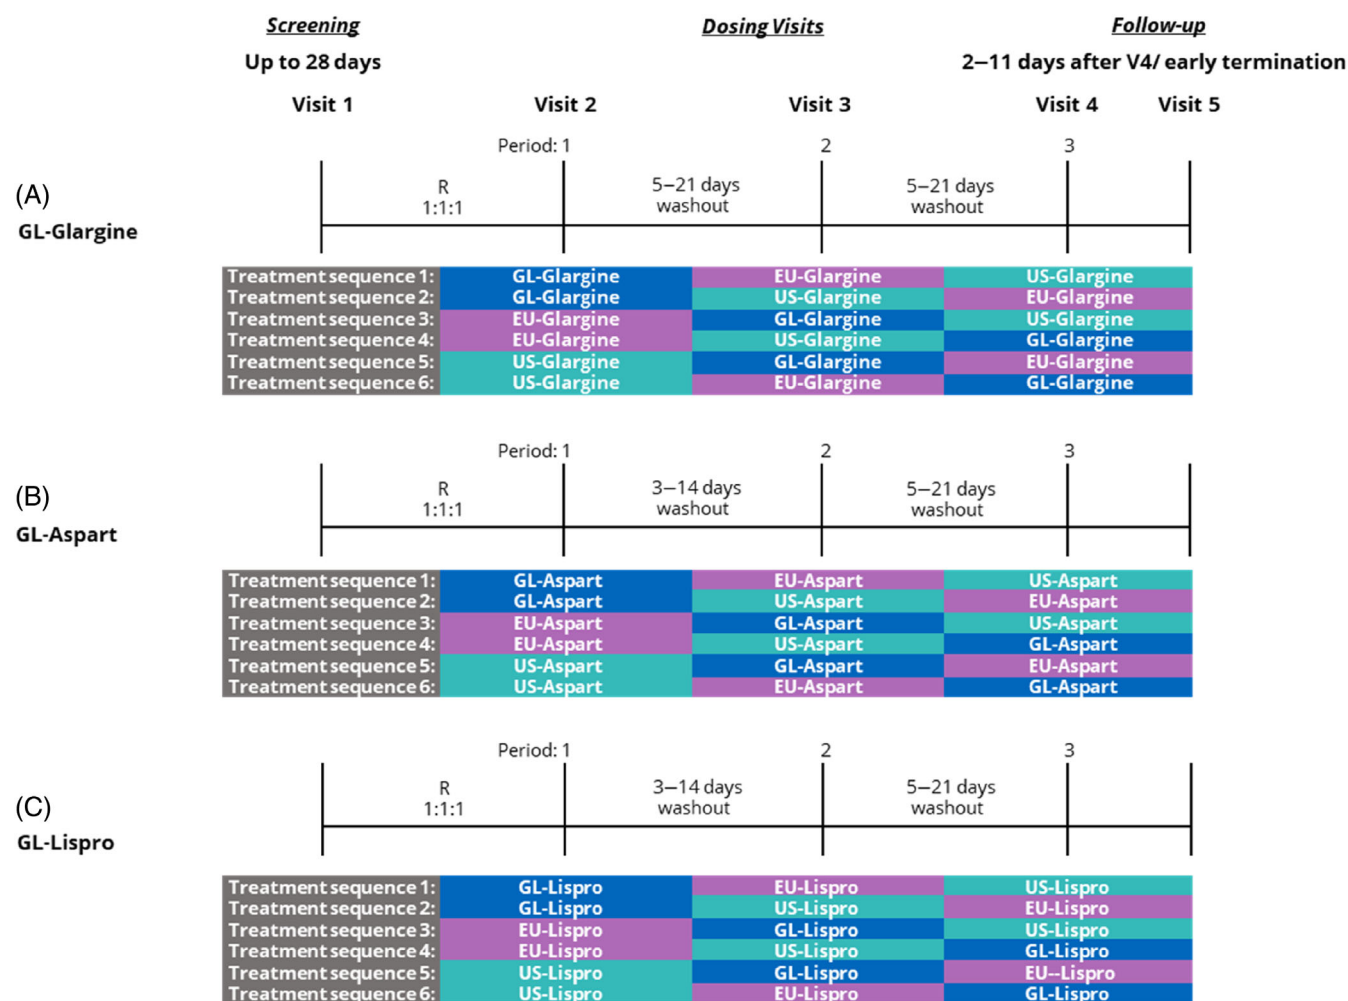 Screening Dosing Visits Follow-up
Up to 28 days 2–11 days after V4/ early termination
Visit 1 Visit 2 Visit 3 Visit 4 Visit 5
Period: 1 2 3
(A)
GL-Glargine
R
1:1:1
5–21 days
washout
5–21 days
washout
Treatment sequence 1: GL-Glargine EU-Glargine US-Glargine
Treatment sequence 2: GL-Glargine US-Glargine EU-Glargine
Treatment sequence 3: EU-Glargine GL-Glargine US-Glargine
Treatment sequence 4: EU-Glargine US-Glargine GL-Glargine
Treatment sequence 5: US-Glargine GL-Glargine EU-Glargine
Treatment sequence 6: US-Glargine EU-Glargine GL-Glargine
Period: 1 2 3
(B)
GL-Aspart
R
1:1:1
3–14 days
washout
5–21 days
washout
Treatment sequence 1: GL-Aspart EU-Aspart US-Aspart
Treatment sequence 2: GL-Aspart US-Aspart EU-Aspart
Treatment sequence 3: EU-Aspart GL-Aspart US-Aspart
Treatment sequence 4: EU-Aspart US-Aspart GL-Aspart
Treatment sequence 5: US-Aspart GL-Aspart EU-Aspart
Treatment sequence 6: US-Aspart EU-Aspart GL-Aspart
Period: 1 2 3
(C)
GL-Lispro
R
1:1:1
3–14 days
washout
5–21 days
washout
Treatment sequence 1: GL-Lispro EU-Lispro US-Lispro
Treatment sequence 2: GL-Lispro US-Lispro EU-Lispro
Treatment sequence 3: EU-Lispro GL-Lispro US-Lispro
Treatment sequence 4: EU-Lispro US-Lispro GL-Lispro
Treatment sequence 5: US-Lispro GL-Lispro EU--Lispro
Treatment sequence 6: US-Lispro EU-Lispro GL-Lispro